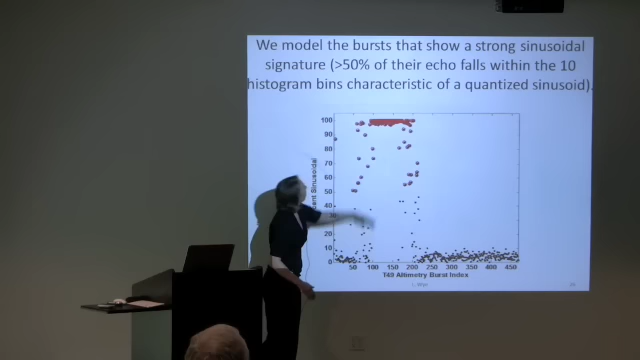 We model the bursts that show a strong sinusoidal
signature (>50% of their echo falls within the 10
histogram bins characteristic of a quantized sinusoid).
100
90
80
70
60
50
40
30
20
10
0
Sinusoidal
50 100 150 200 250 300 350 400 450
T49 Altimetry Burst Index